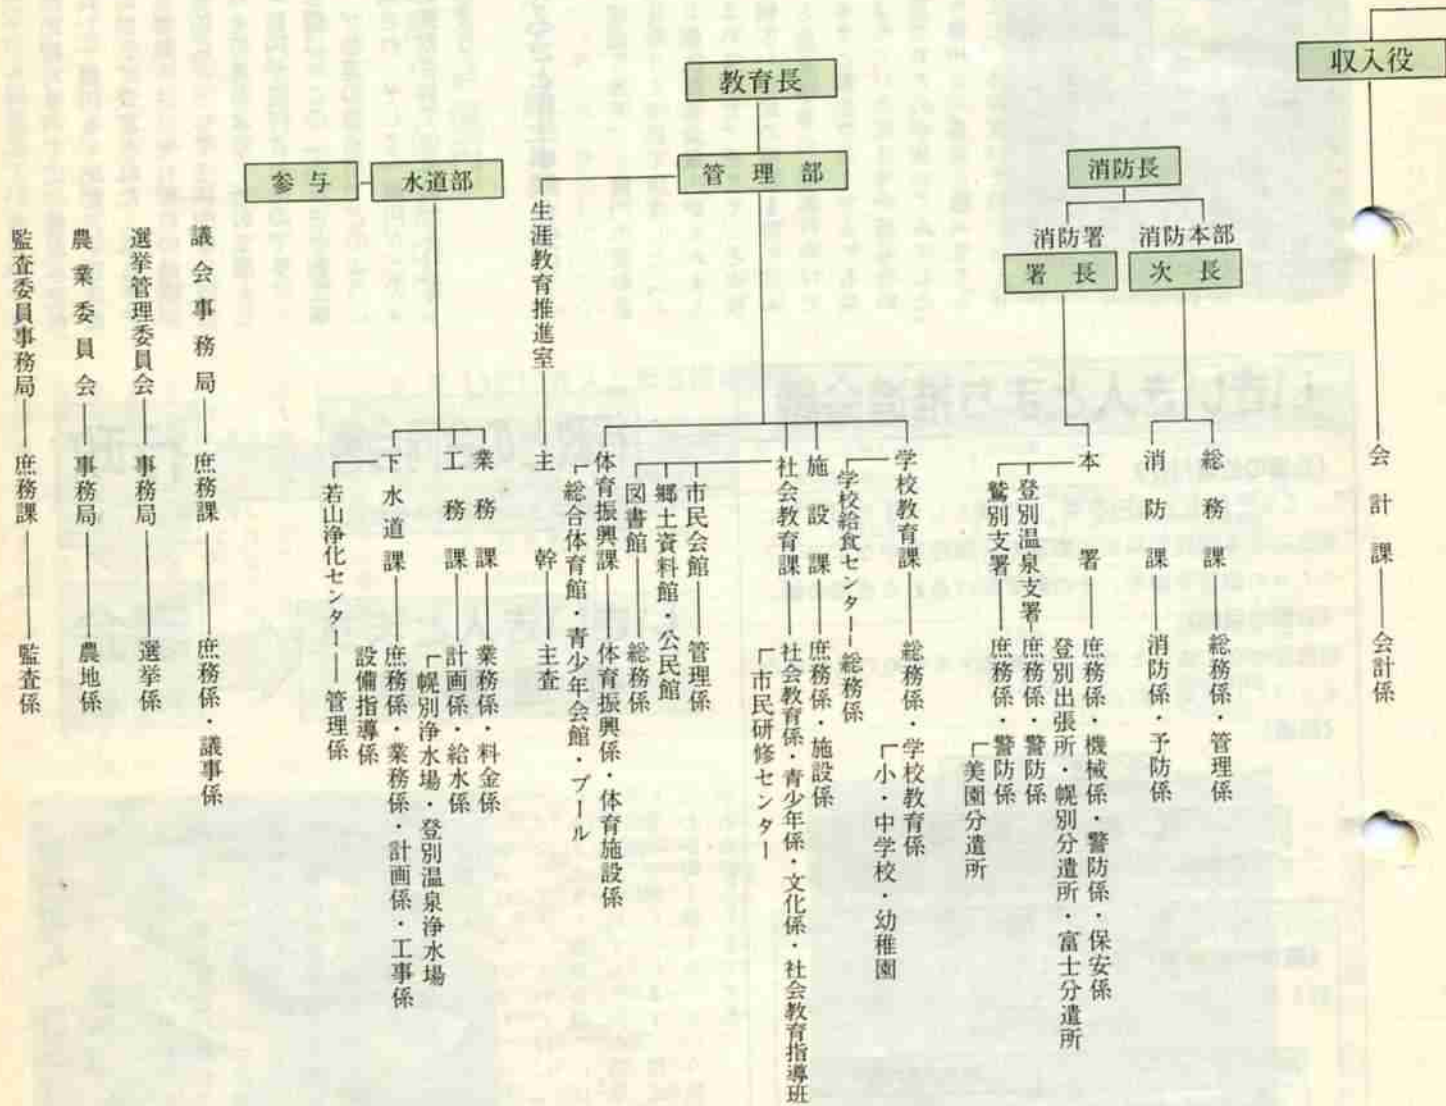 収入役
会計課
会計係
消防長
消防本部
次長
総務課
総務係・管理係
消防課
消防係・予防係
消防署
署長
本署
庶務係・機械係・警防係・保安係
登別出張所・幌別分遣所・富士分遣所
登別温泉支署
庶務係・警防係
鷲別支署
庶務係・警防係
美園分遣所
教育長
管理部
学校教育課
総務係・学校教育係
小・中学校・幼稚園
学校給食センター
総務係
施設課
庶務係・施設係
社会教育課
社会教育係・青少年係・文化係・社会教育指導班
市民研修センター
市民会館
管理係
郷土資料館・公民館
図書館
総務係
体育振興課
体育振興係・体育施設係
総合体育館・青少年会館・プール
生涯教育推進室
主幹
主査
水道部
参与
業務課
業務係・料金係
工務課
計画係・給水係
幌別浄水場・登別温泉浄水場
下水道課
庶務係・業務係・計画係・工事係
設備指導係
若山浄化センター
管理係
議会事務局
庶務課
庶務係・議事係
選挙管理委員会
事務局
選挙係
農業委員会
事務局
農地係
監査委員事務局
庶務課
監査係
いきいき人とまち推進会議